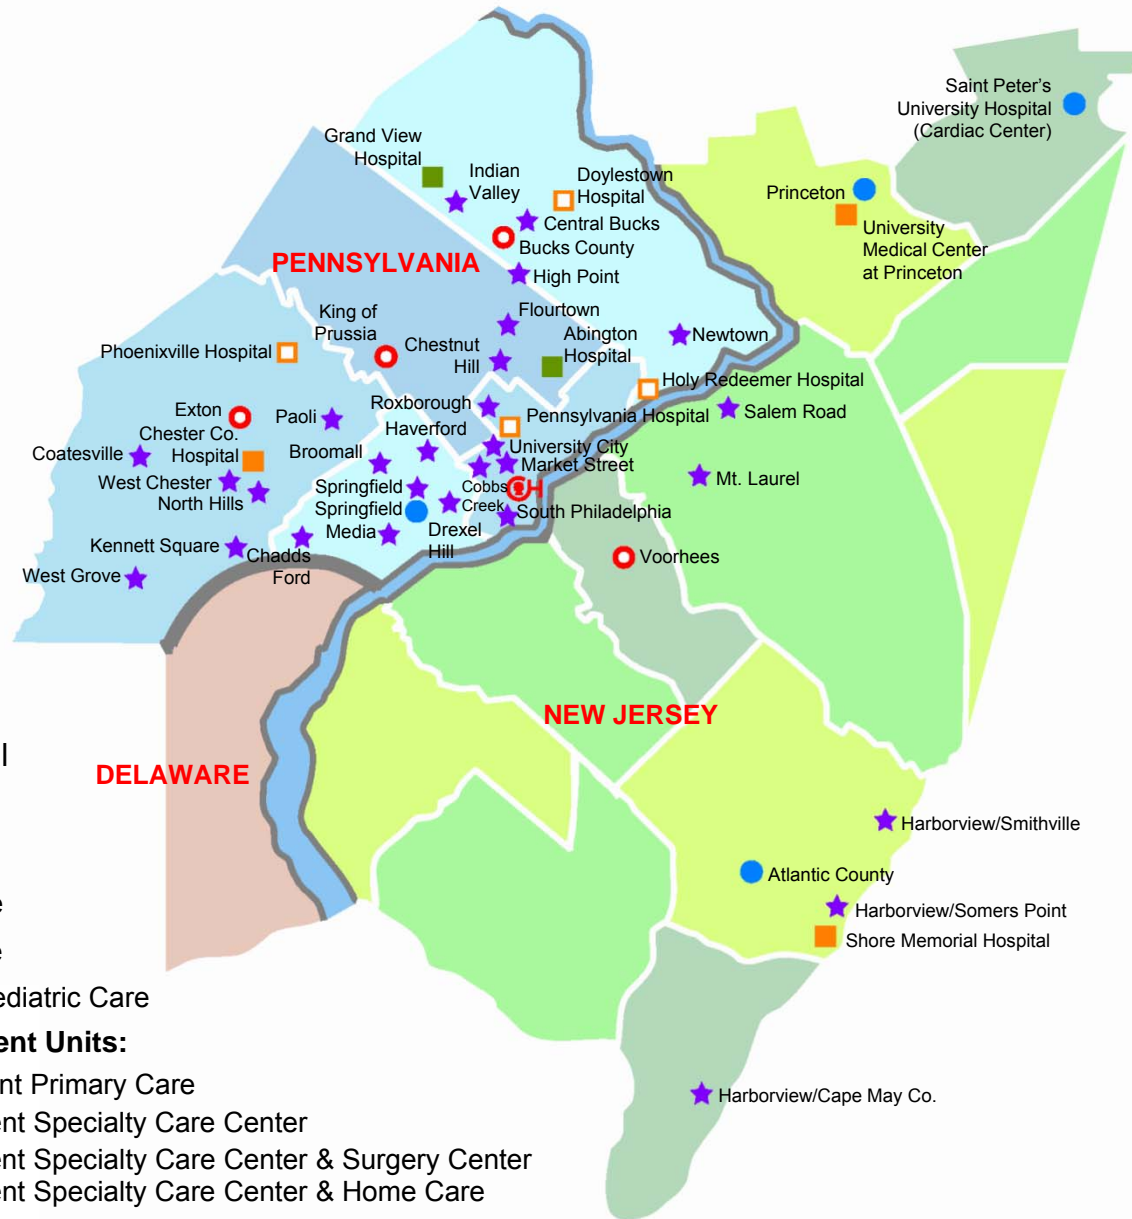 Saint Peter's
University Hospital
(Cardiac Center)
Grand View
Hospital
Indian
Valley
Doylestown
Hospital
Princeton
Central Bucks
University
Medical Center
at Princeton
Bucks County
PENNSYLVANIA
High Point
King of
Prussia
Flourtown
Phoenixville Hospital
Chestnut
Hill
Abington
Hospital
Newtown
Holy Redeemer Hospital
Exton
Paoli
Roxborough
Pennsylvania Hospital
Salem Road
Chester Co.
Hospital
Haverford
Coatesville
Broomall
University City
Market Street
West Chester
North Hills
Springfield
Springfield
Cobbs
Creek
Mt. Laurel
South Philadelphia
Media
Drexel
Hill
Kennett Square
Chadds
Ford
Voorhees
West Grove
NEW JERSEY
l
DELAWARE
Harborview/Smithville
Atlantic County
e
Harborview/Somers Point
Shore Memorial Hospital
e
ediatric Care
ent Units:
nt Primary Care
Harborview/Cape May Co.
ent Specialty Care Center
ent Specialty Care Center & Surgery Center
ent Specialty Care Center & Home Care